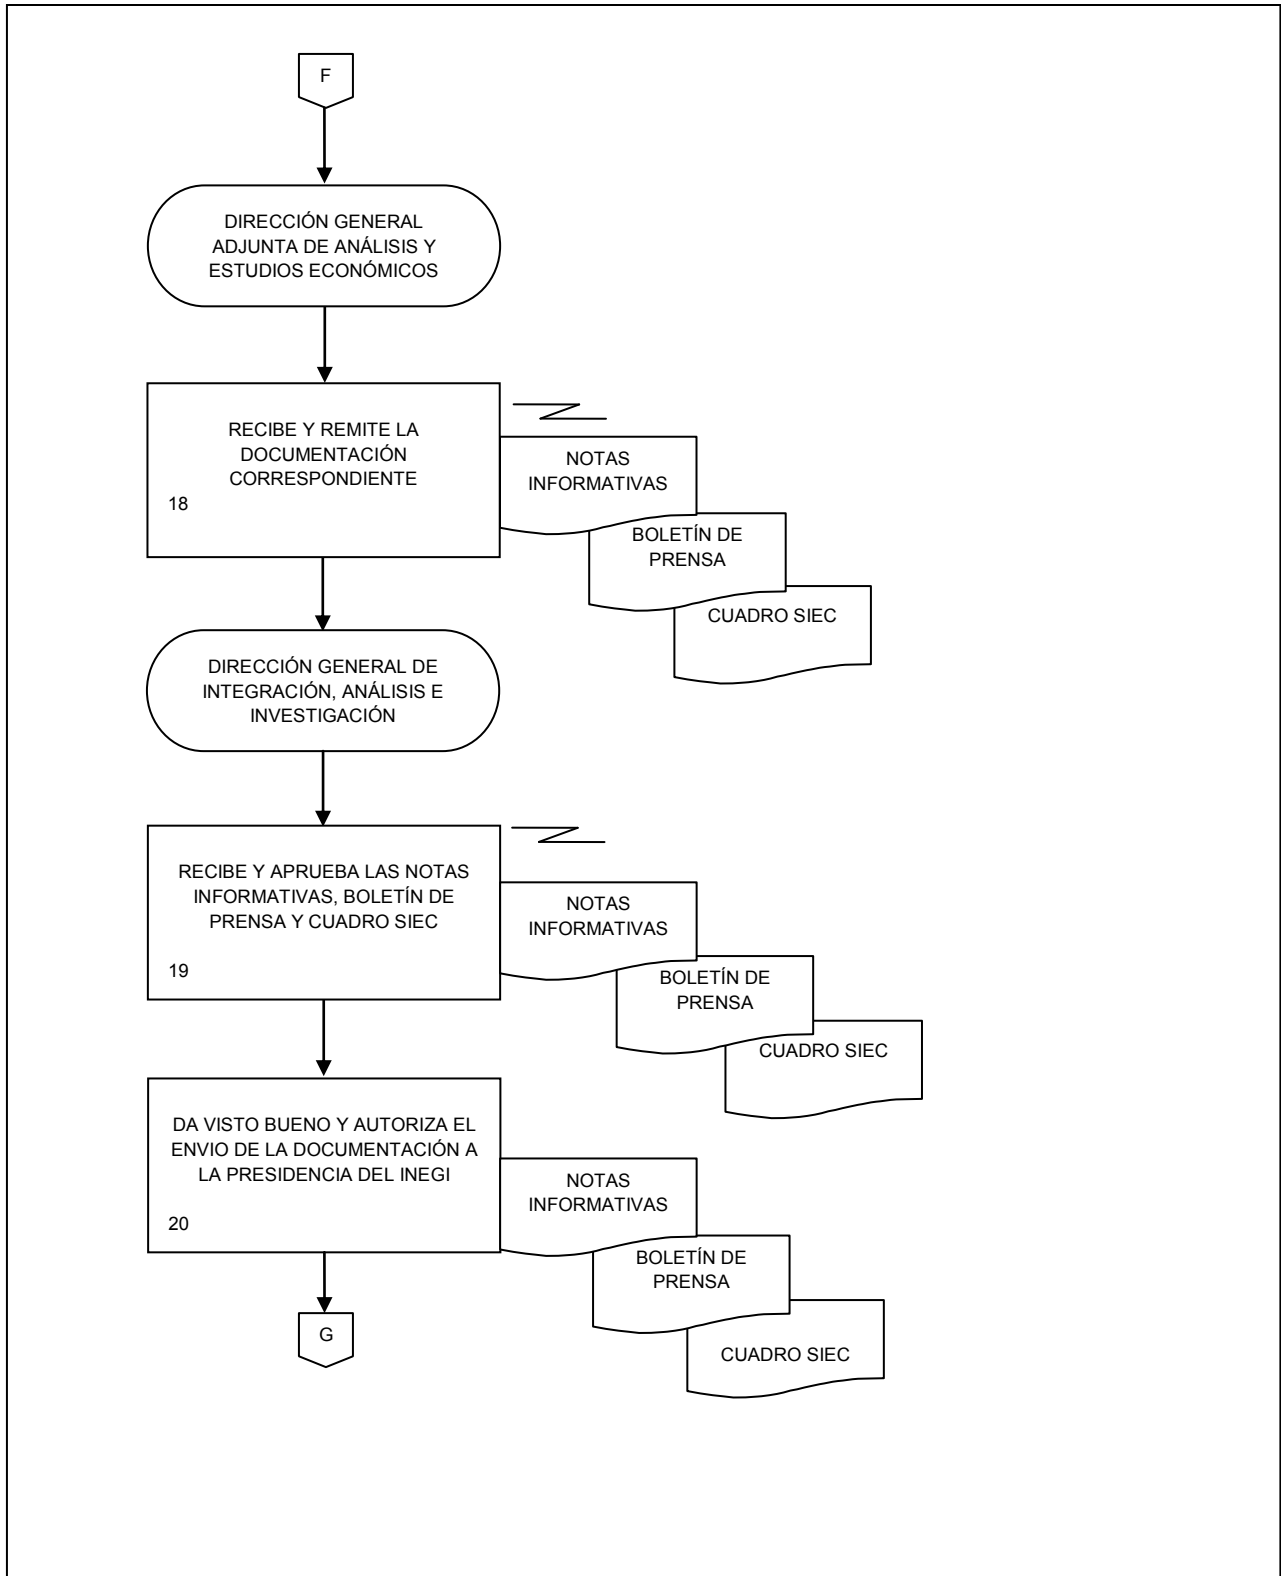 F
DIRECCIÓN GENERAL
ADJUNTA DE ANÁLISIS Y
ESTUDIOS ECONÓMICOS
RECIBE Y REMITE LA
DOCUMENTACIÓN
CORRESPONDIENTE
18
NOTAS
INFORMATIVAS
BOLETÍN DE
PRENSA
CUADRO SIEC
DIRECCIÓN GENERAL DE
INTEGRACIÓN, ANÁLISIS E
INVESTIGACIÓN
RECIBE Y APRUEBA LAS NOTAS
INFORMATIVAS, BOLETÍN DE
PRENSA Y CUADRO SIEC
19
NOTAS
INFORMATIVAS
BOLETÍN DE
PRENSA
CUADRO SIEC
DA VISTO BUENO Y AUTORIZA EL
ENVIO DE LA DOCUMENTACIÓN A
LA PRESIDENCIA DEL INEGI
20
NOTAS
INFORMATIVAS
BOLETÍN DE
PRENSA
CUADRO SIEC
G